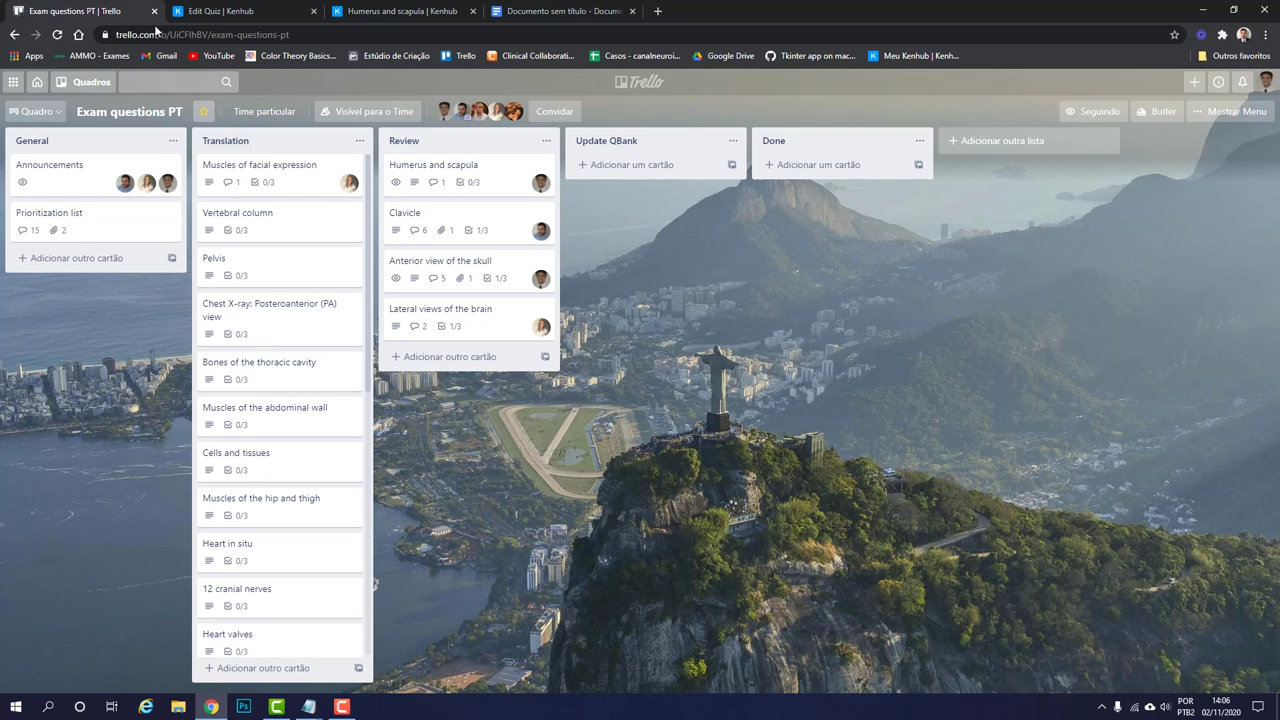 Exam questions PT | Trello
Edit Quiz | Kenhub
Humerus and scapula | Kenhub
Documento sem título - Docume
trello.com/b/UiCFIhBV/exam-questions-pt
Apps
AMMO - Exames
Gmail
YouTube
Color Theory Basics...
Estúdio de Criação
Trello
Clinical Collaborati...
Casos - canalneuroi...
Google Drive
Tkinter app on mac...
Meu Kenhub | Kenh...
Outros favoritos
Quadros
Trello
Quadro
Exam questions PT
Time particular
Visível para o Time
Convidar
Seguindo
Butler
Mostrar Menu
General
Announcements
Prioritization list
15 2
Adicionar outro cartão
Translation
Muscles of facial expression
1 0/3
Vertebral column
0/3
Pelvis
0/3
Chest X-ray: Posteroanterior (PA)
view
0/3
Bones of the thoracic cavity
0/3
Muscles of the abdominal wall
0/3
Cells and tissues
0/3
Muscles of the hip and thigh
0/3
Heart in situ
0/3
12 cranial nerves
0/3
Heart valves
0/3
Adicionar outro cartão
Review
Humerus and scapula
1 0/3
Clavicle
6 1 1/3
Anterior view of the skull
5 1 1/3
Lateral views of the brain
2 1/3
Adicionar outro cartão
Update QBank
Adicionar um cartão
Done
Adicionar um cartão
Adicionar outra lista
Ps
POR
PTB2
14:06
02/11/2020